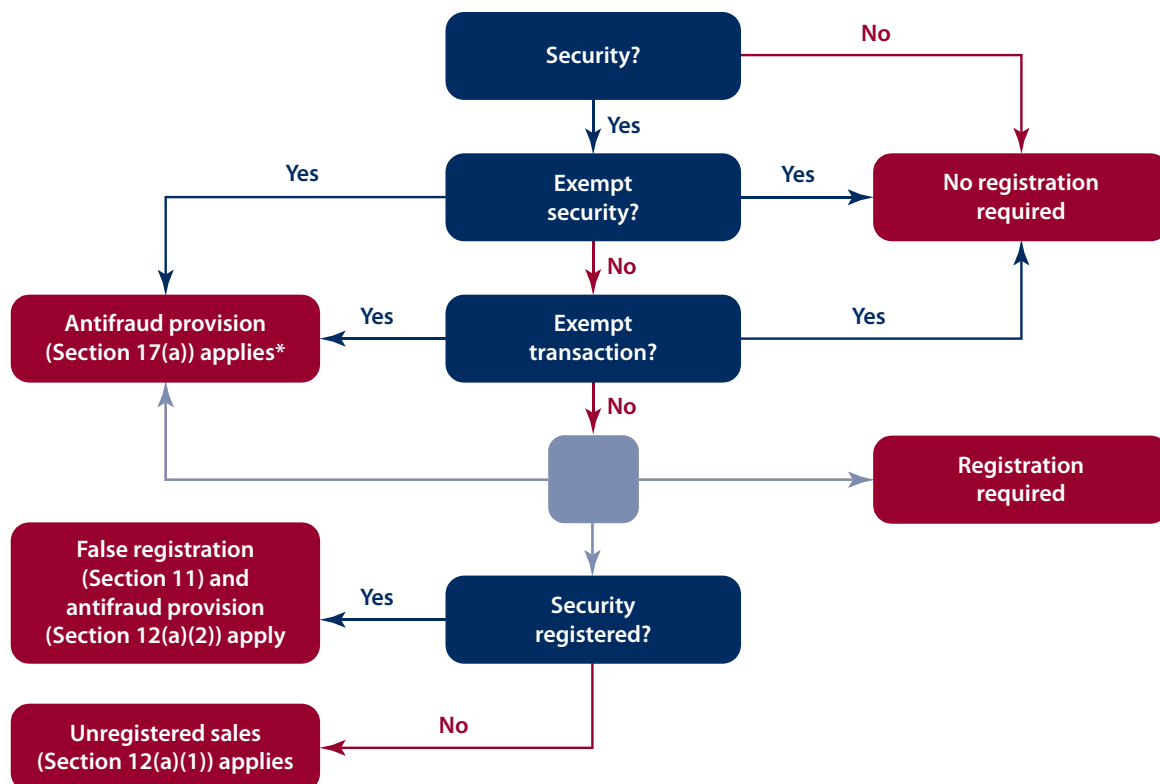 Security?
No
Yes
Yes
Exempt
security?
Yes
No registration
required
No
Antifraud provision
(Section 17(a)) applies*
Yes
Exempt
transaction?
Yes
No
Registration
required
False registration
(Section 11) and
antifraud provision
(Section 12(a)(2)) apply
Yes
Security
registered?
No
Unregistered sales
(Section 12(a)(1)) applies